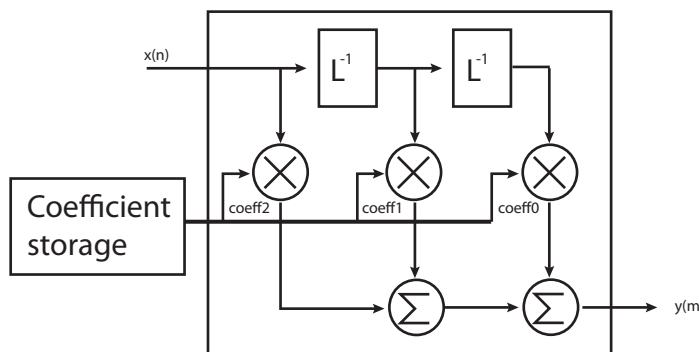 x(n)
L⁻¹
L⁻¹
Coefficient
storage
coeff2
coeff1
coeff0
Σ
Σ
y(m